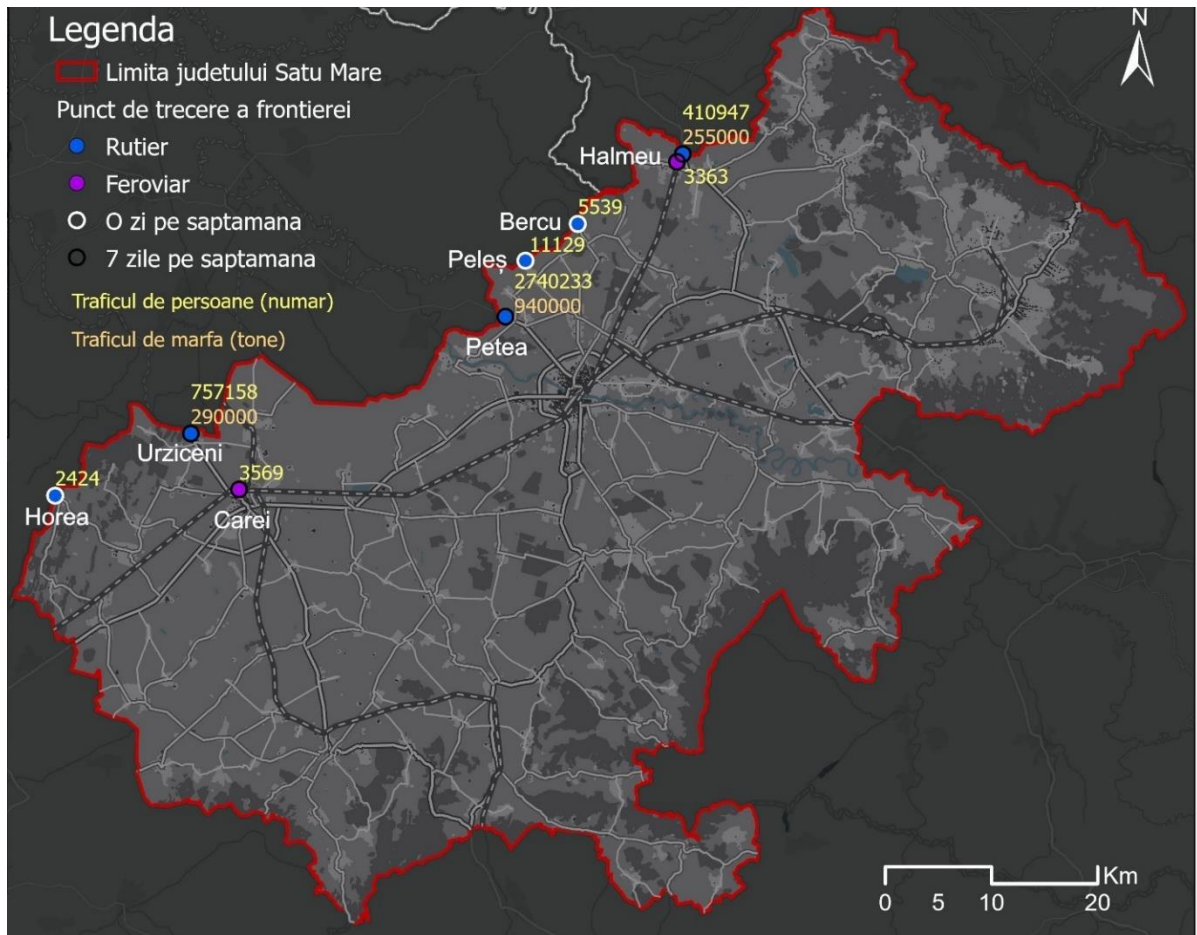 Legenda
Limita judetului Satu Mare
Punct de trecere a frontierei
Rutier
Feroviar
O zi pe saptamana
7 zile pe saptamana
Traficul de persoane (numar)
Traficul de marfa (tone)
N
410947
255000
Halmeu
3363
5539
Bercu
11129
Peleș
2740233
940000
Petea
757158
290000
Urziceni
2424
Horea
3569
Carei
Km
0 5 10 20